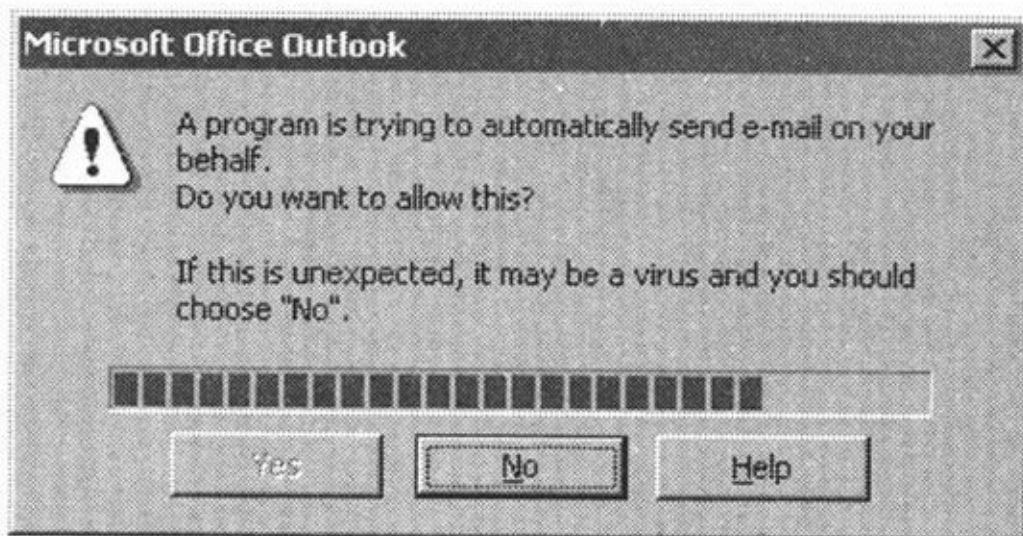 Microsoft Office Outlook
A program is trying to automatically send e-mail on your
behalf.
Do you want to allow this?
If this is unexpected, it may be a virus and you should
choose "No".
Yes No Help